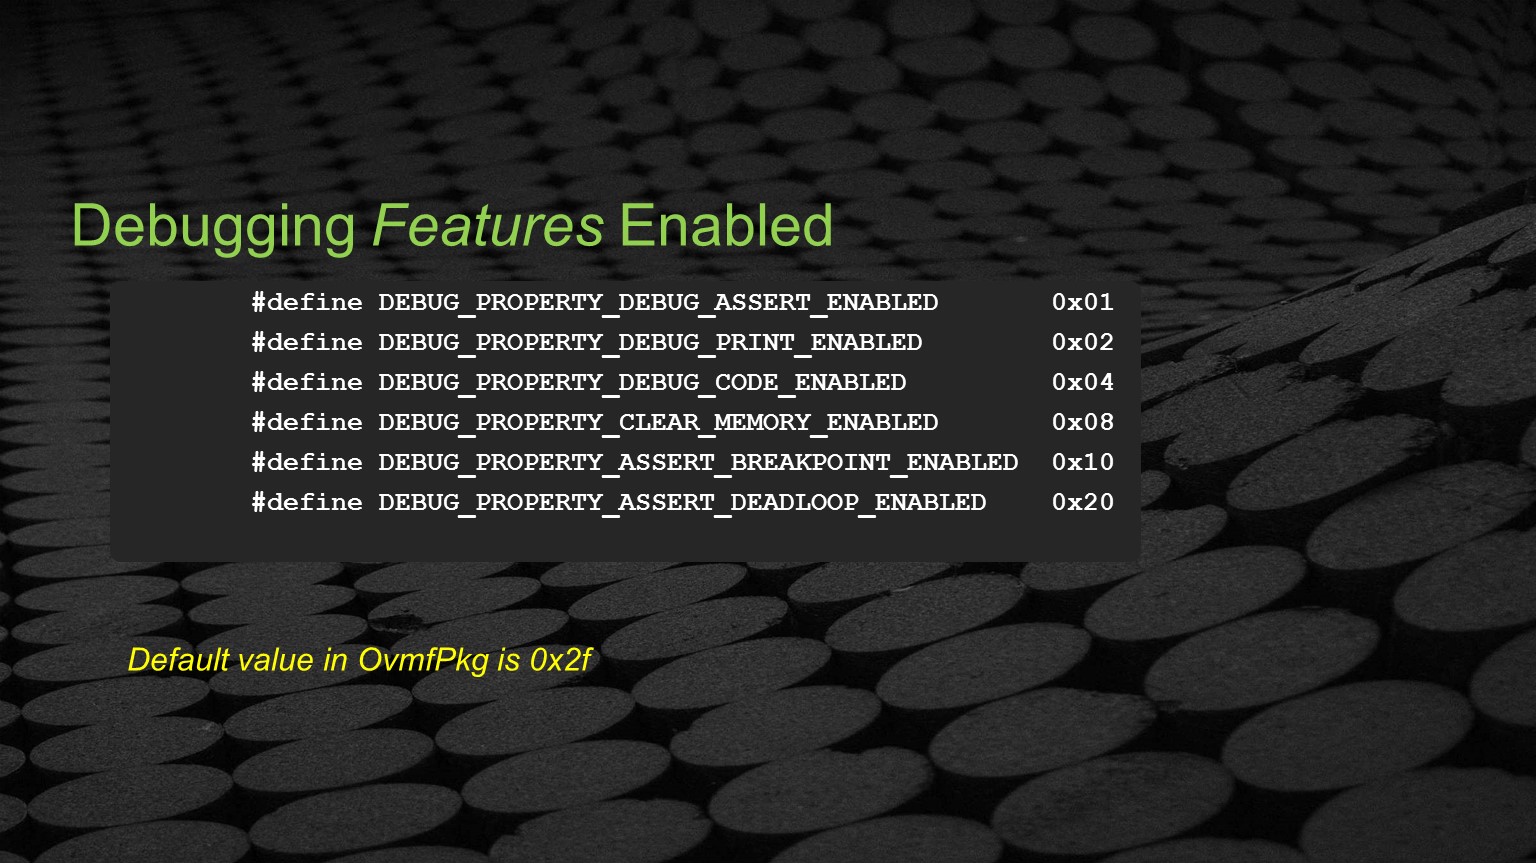 Debugging Features Enabled
#define DEBUG_PROPERTY_DEBUG_ASSERT_ENABLED 0x01
#define DEBUG_PROPERTY_DEBUG_PRINT_ENABLED 0x02
#define DEBUG_PROPERTY_DEBUG_CODE_ENABLED 0x04
#define DEBUG_PROPERTY_CLEAR_MEMORY_ENABLED 0x08
#define DEBUG_PROPERTY_ASSERT_BREAKPOINT_ENABLED 0x10
#define DEBUG_PROPERTY_ASSERT_DEADLOOP_ENABLED 0x20
Default value in OvmfPkg is 0x2f